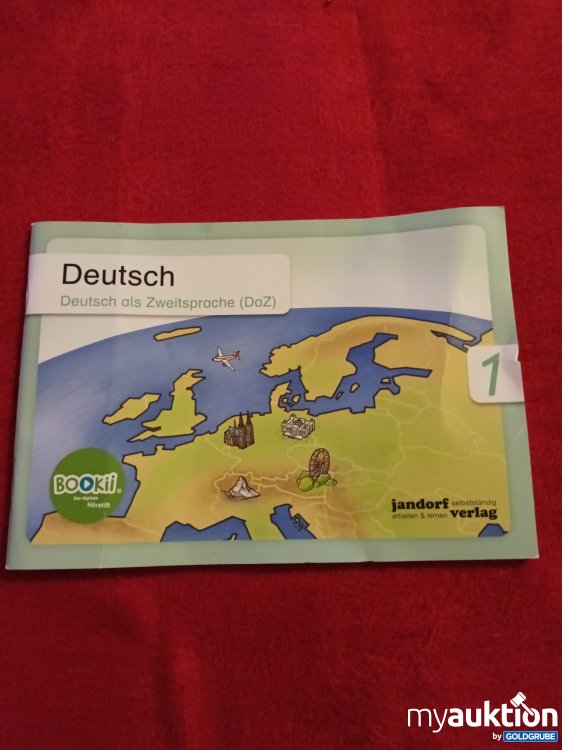 Deutsch
Deutsch als Zweitsprache (DaZ)
1
BOOKii®
Der digitale
Hörstift
jandorf selbstständig
arbeiten & lernen verlag
myauktion
by GOLDGRUBE